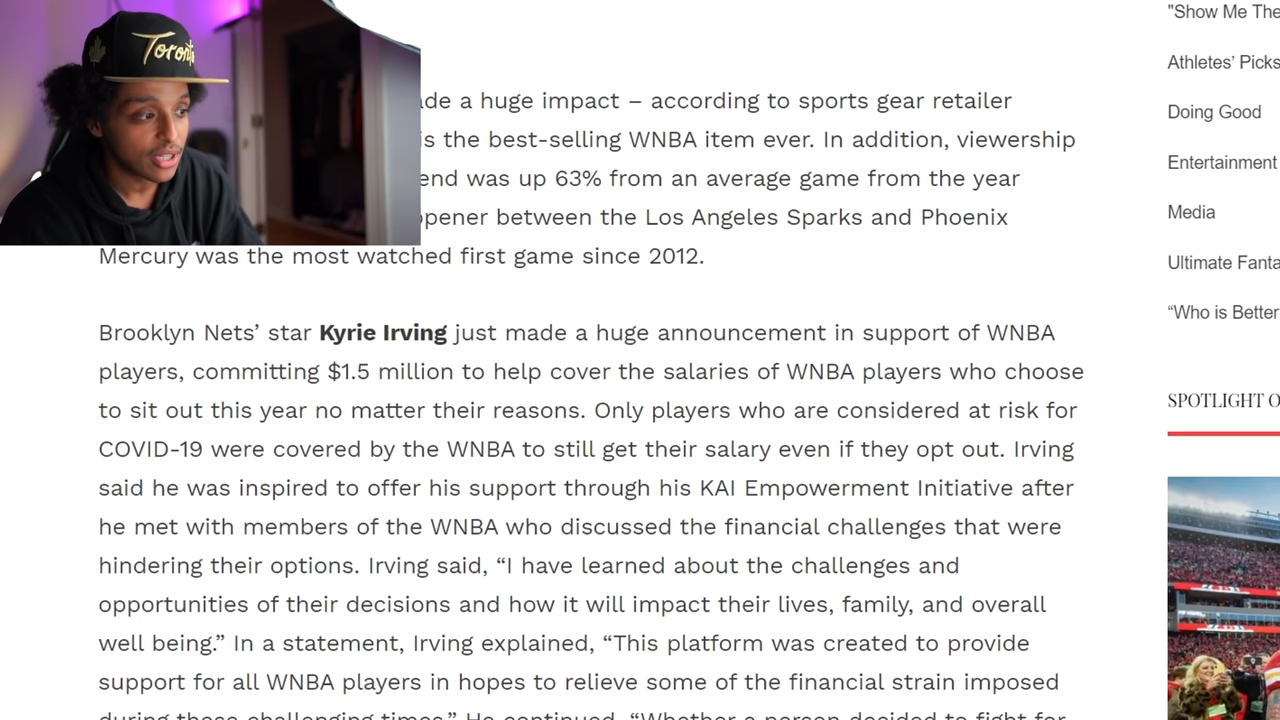 Toronto
ade a huge impact – according to sports gear retailer
is the best-selling WNBA item ever. In addition, viewership
end was up 63% from an average game from the year
opener between the Los Angeles Sparks and Phoenix
Mercury was the most watched first game since 2012.
Brooklyn Nets’ star Kyrie Irving just made a huge announcement in support of WNBA
players, committing $1.5 million to help cover the salaries of WNBA players who choose
to sit out this year no matter their reasons. Only players who are considered at risk for
COVID-19 were covered by the WNBA to still get their salary even if they opt out. Irving
said he was inspired to offer his support through his KAI Empowerment Initiative after
he met with members of the WNBA who discussed the financial challenges that were
hindering their options. Irving said, “I have learned about the challenges and
opportunities of their decisions and how it will impact their lives, family, and overall
well being.” In a statement, Irving explained, “This platform was created to provide
support for all WNBA players in hopes to relieve some of the financial strain imposed
during these challenging times.” He continued, “Whether a person decided to fight for
"Show Me The
Athletes’ Picks
Doing Good
Entertainment
Media
Ultimate Fanta
“Who is Better
SPOTLIGHT O